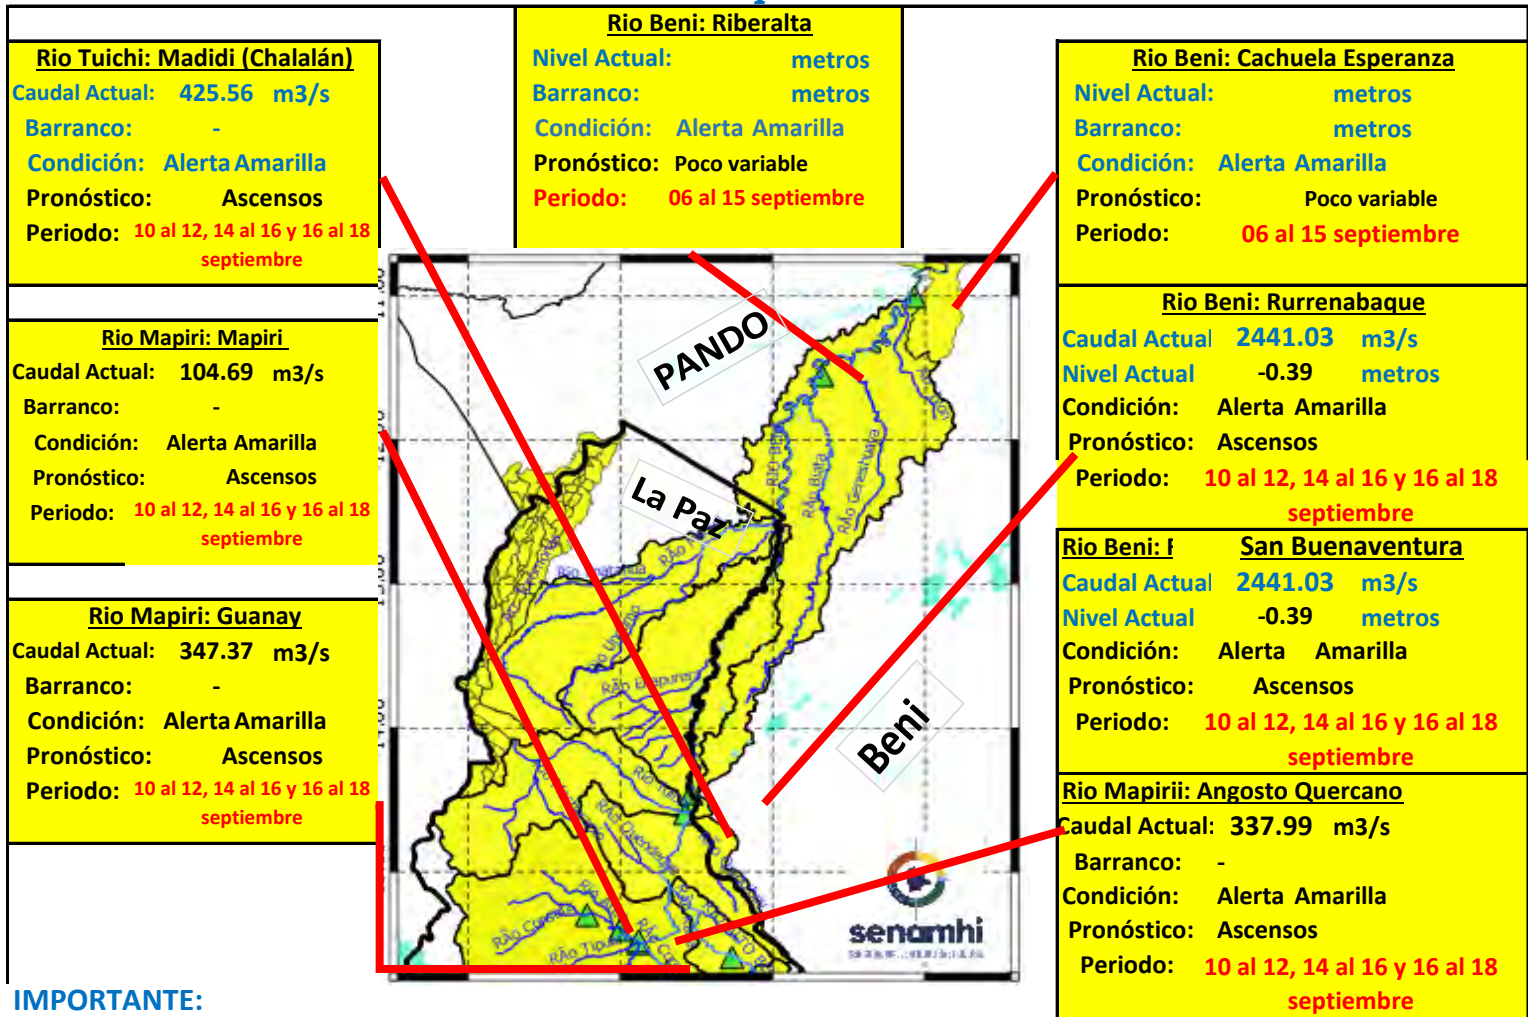 Rio Tuichi: Madidi (Chalalán)
Caudal Actual: 425.56 m3/s
Barranco: -
Condición: Alerta Amarilla
Pronóstico: Ascensos
Periodo: 10 al 12, 14 al 16 y 16 al 18
septiembre
Rio Mapiri: Mapiri
Caudal Actual: 104.69 m3/s
Barranco: -
Condición: Alerta Amarilla
Pronóstico: Ascensos
Periodo: 10 al 12, 14 al 16 y 16 al 18
septiembre
Rio Mapiri: Guanay
Caudal Actual: 347.37 m3/s
Barranco: -
Condición: Alerta Amarilla
Pronóstico: Ascensos
Periodo: 10 al 12, 14 al 16 y 16 al 18
septiembre
Rio Beni: Riberalta
Nivel Actual: metros
Barranco: metros
Condición: Alerta Amarilla
Pronóstico: Poco variable
Periodo: 06 al 15 septiembre
PANDO
La Paz
Beni
RÃo Biata
RÃo Geneshuaya
senamhi
Rio Beni: Cachuela Esperanza
Nivel Actual: metros
Barranco: metros
Condición: Alerta Amarilla
Pronóstico: Poco variable
Periodo: 06 al 15 septiembre
Rio Beni: Rurrenabaque
Caudal Actual 2441.03 m3/s
Nivel Actual -0.39 metros
Condición: Alerta Amarilla
Pronóstico: Ascensos
Periodo: 10 al 12, 14 al 16 y 16 al 18
septiembre
Rio Beni: San Buenaventura
Caudal Actual 2441.03 m3/s
Nivel Actual -0.39 metros
Condición: Alerta Amarilla
Pronóstico: Ascensos
Periodo: 10 al 12, 14 al 16 y 16 al 18
septiembre
Rio Mapirii: Angosto Quercano
Caudal Actual: 337.99 m3/s
Barranco: -
Condición: Alerta Amarilla
Pronóstico: Ascensos
Periodo: 10 al 12, 14 al 16 y 16 al 18
septiembre
IMPORTANTE: